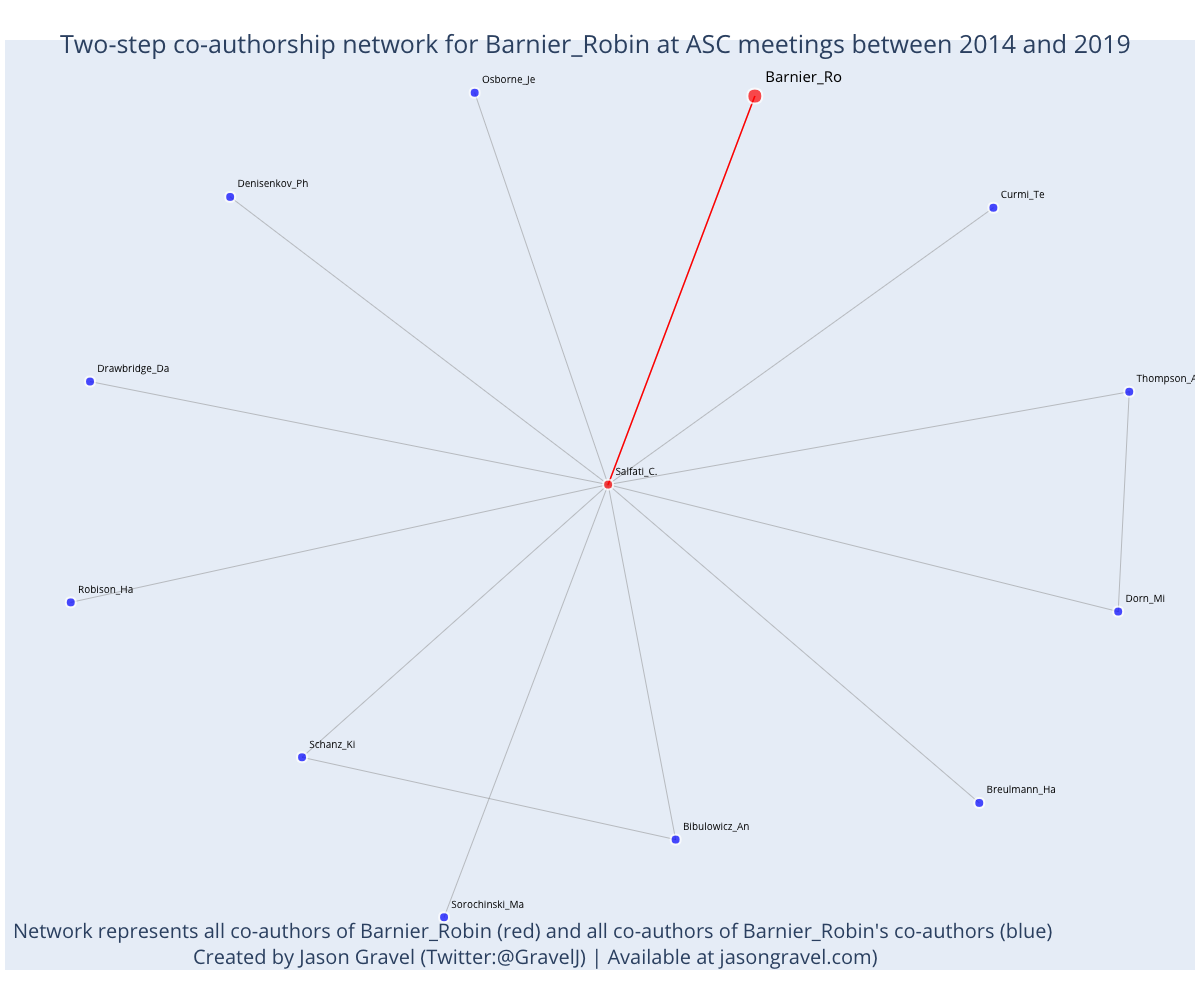 Two-step co-authorship network for Barnier_Robin at ASC meetings between 2014 and 2019
Osborne_Je
Barnier_Ro
Denisenkov_Ph
Curmi_Te
Drawbridge_Da
Thompson_A
Salfati_C.
Robison_Ha
Dorn_Mi
Schanz_Ki
Breulmann_Ha
Bibulowicz_An
Sorochinski_Ma
Network represents all co-authors of Barnier_Robin (red) and all co-authors of Barnier_Robin's co-authors (blue)
Created by Jason Gravel (Twitter:@GravelJ) | Available at jasongravel.com)